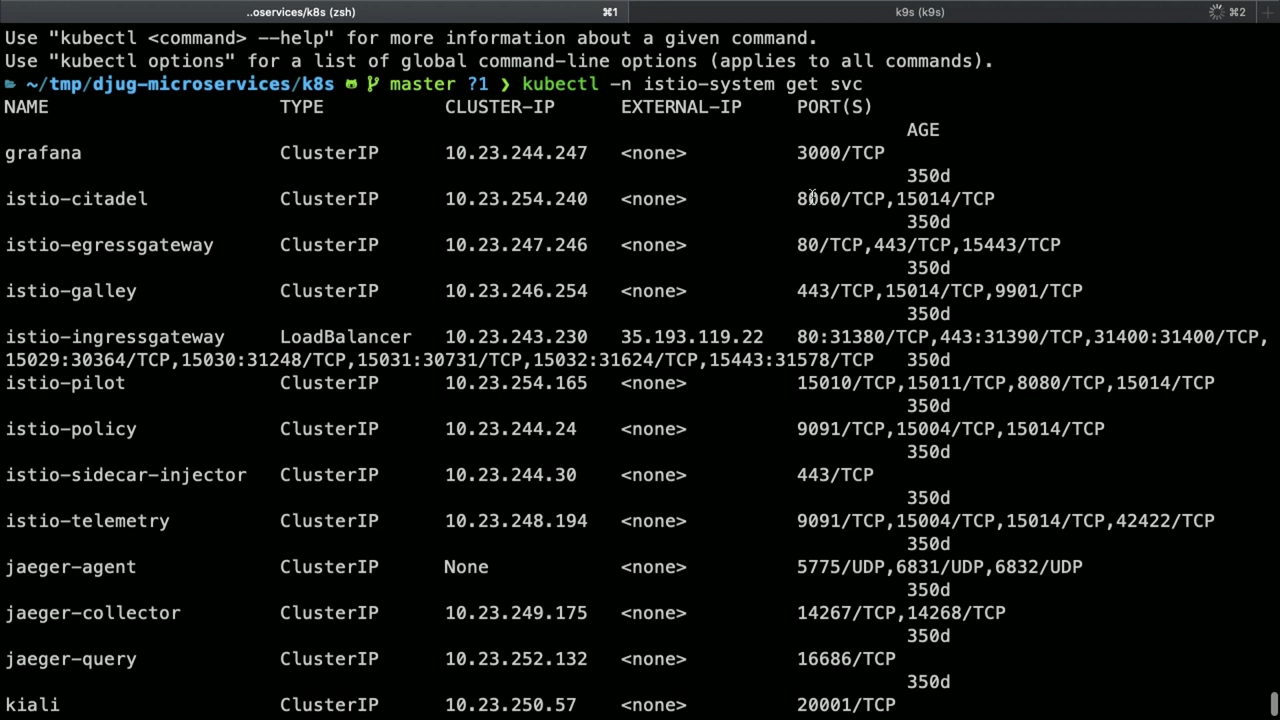 ..oservices/k8s (zsh) ⌘1 k9s (k9s) ⌘2
Use "kubectl <command> --help" for more information about a given command.
Use "kubectl options" for a list of global command-line options (applies to all commands).
~/tmp/djug-microservices/k8s master ?1 ❯ kubectl -n istio-system get svc
NAME TYPE CLUSTER-IP EXTERNAL-IP PORT(S)
AGE
grafana ClusterIP 10.23.244.247 <none> 3000/TCP
350d
istio-citadel ClusterIP 10.23.254.240 <none> 8060/TCP,15014/TCP
350d
istio-egressgateway ClusterIP 10.23.247.246 <none> 80/TCP,443/TCP,15443/TCP
350d
istio-galley ClusterIP 10.23.246.254 <none> 443/TCP,15014/TCP,9901/TCP
350d
istio-ingressgateway LoadBalancer 10.23.243.230 35.193.119.22 80:31380/TCP,443:31390/TCP,31400:31400/TCP,
15029:30364/TCP,15030:31248/TCP,15031:30731/TCP,15032:31624/TCP,15443:31578/TCP 350d
istio-pilot ClusterIP 10.23.254.165 <none> 15010/TCP,15011/TCP,8080/TCP,15014/TCP
350d
istio-policy ClusterIP 10.23.244.24 <none> 9091/TCP,15004/TCP,15014/TCP
350d
istio-sidecar-injector ClusterIP 10.23.244.30 <none> 443/TCP
350d
istio-telemetry ClusterIP 10.23.248.194 <none> 9091/TCP,15004/TCP,15014/TCP,42422/TCP
350d
jaeger-agent ClusterIP None <none> 5775/UDP,6831/UDP,6832/UDP
350d
jaeger-collector ClusterIP 10.23.249.175 <none> 14267/TCP,14268/TCP
350d
jaeger-query ClusterIP 10.23.252.132 <none> 16686/TCP
350d
kiali ClusterIP 10.23.250.57 <none> 20001/TCP